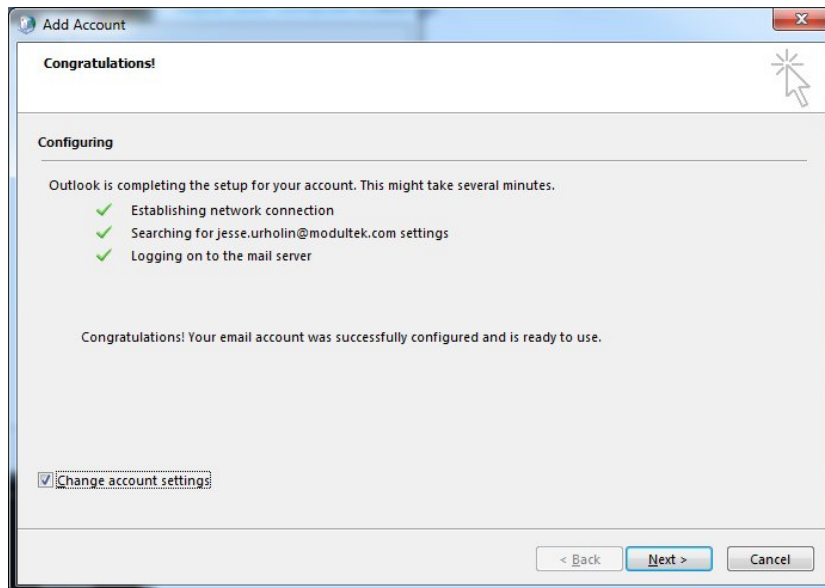 Add Account
Congratulations!
Configuring
Outlook is completing the setup for your account. This might take several minutes.
Establishing network connection
Searching for jesse.urholin@modultek.com settings
Logging on to the mail server
Congratulations! Your email account was successfully configured and is ready to use.
Change account settings
< Back Next > Cancel